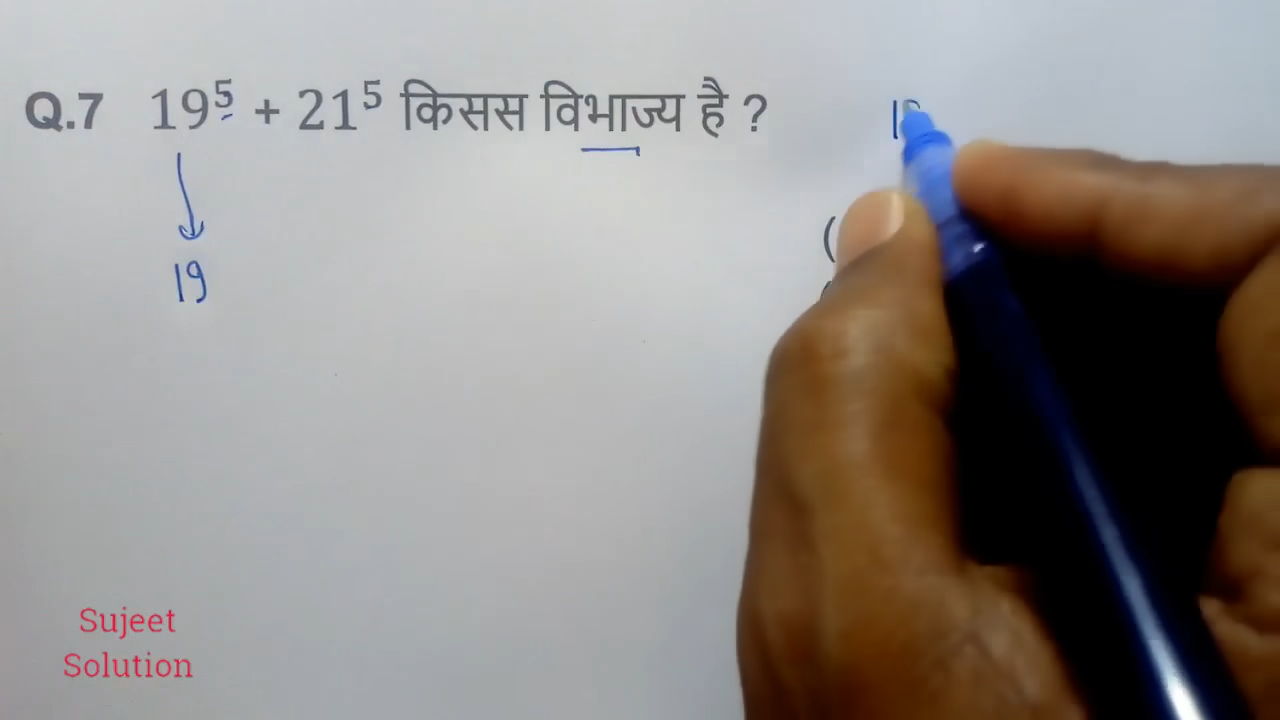 Q.7 19⁵ + 21⁵ किसस विभाज्य है ?
19
Sujeet
Solution